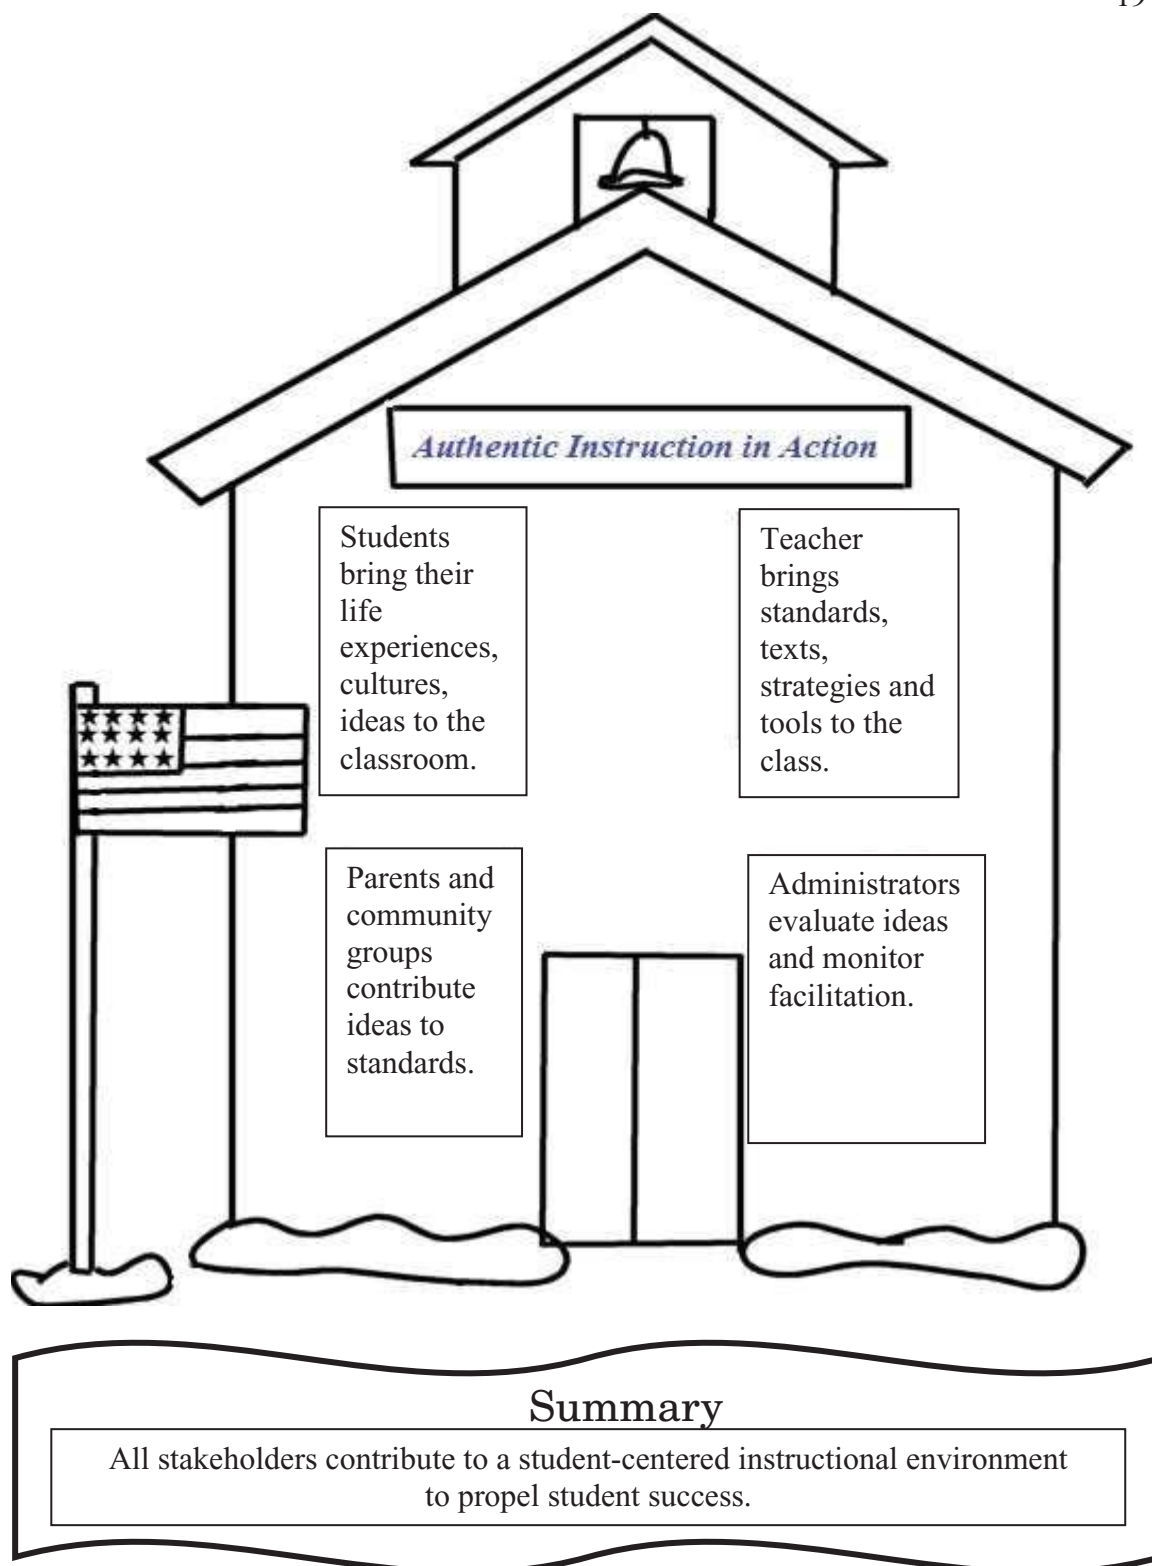 Authentic Instruction in Action
Students
bring their
life
experiences,
cultures,
ideas to the
classroom.
Teacher
brings
standards,
texts,
strategies and
tools to the
class.
Parents and
community
groups
contribute
ideas to
standards.
Administrators
evaluate ideas
and monitor
facilitation.
Summary
All stakeholders contribute to a student-centered instructional environment
to propel student success.